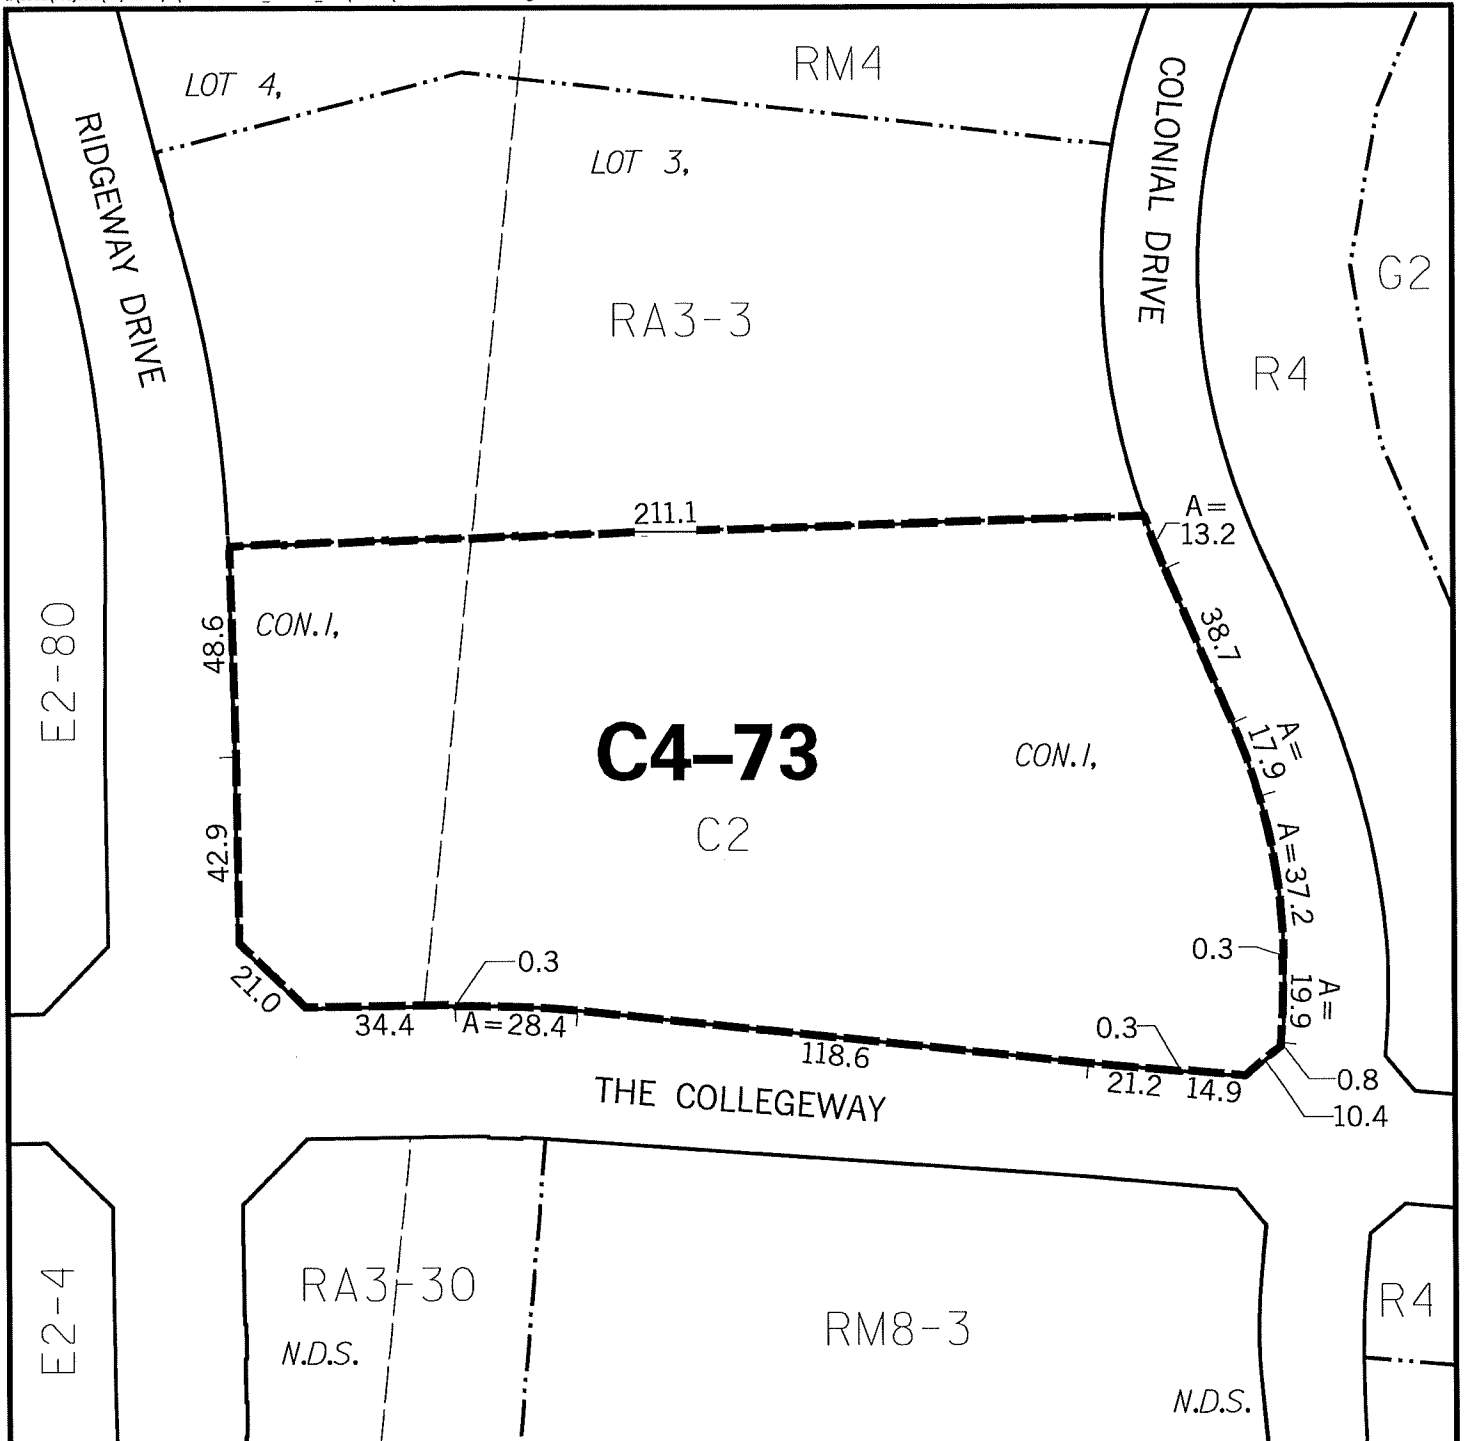 RM4
LOT 4,
COLONIAL DRIVE
RIDGEWAY DRIVE
LOT 3,
G2
RA3-3
R4
211.1
A=
13.2
48.6
CON.1,
38.7
E2-80
C4–73
A=
17.9
CON.1,
C2
42.9
A=37.2
0.3
0.3
21.0
A=
19.9
34.4
A=28.4
0.3
118.6
21.2
14.9
0.8
10.4
THE COLLEGEWAY
E2-4
RA3-30
R4
RM8-3
N.D.S.
N.D.S.